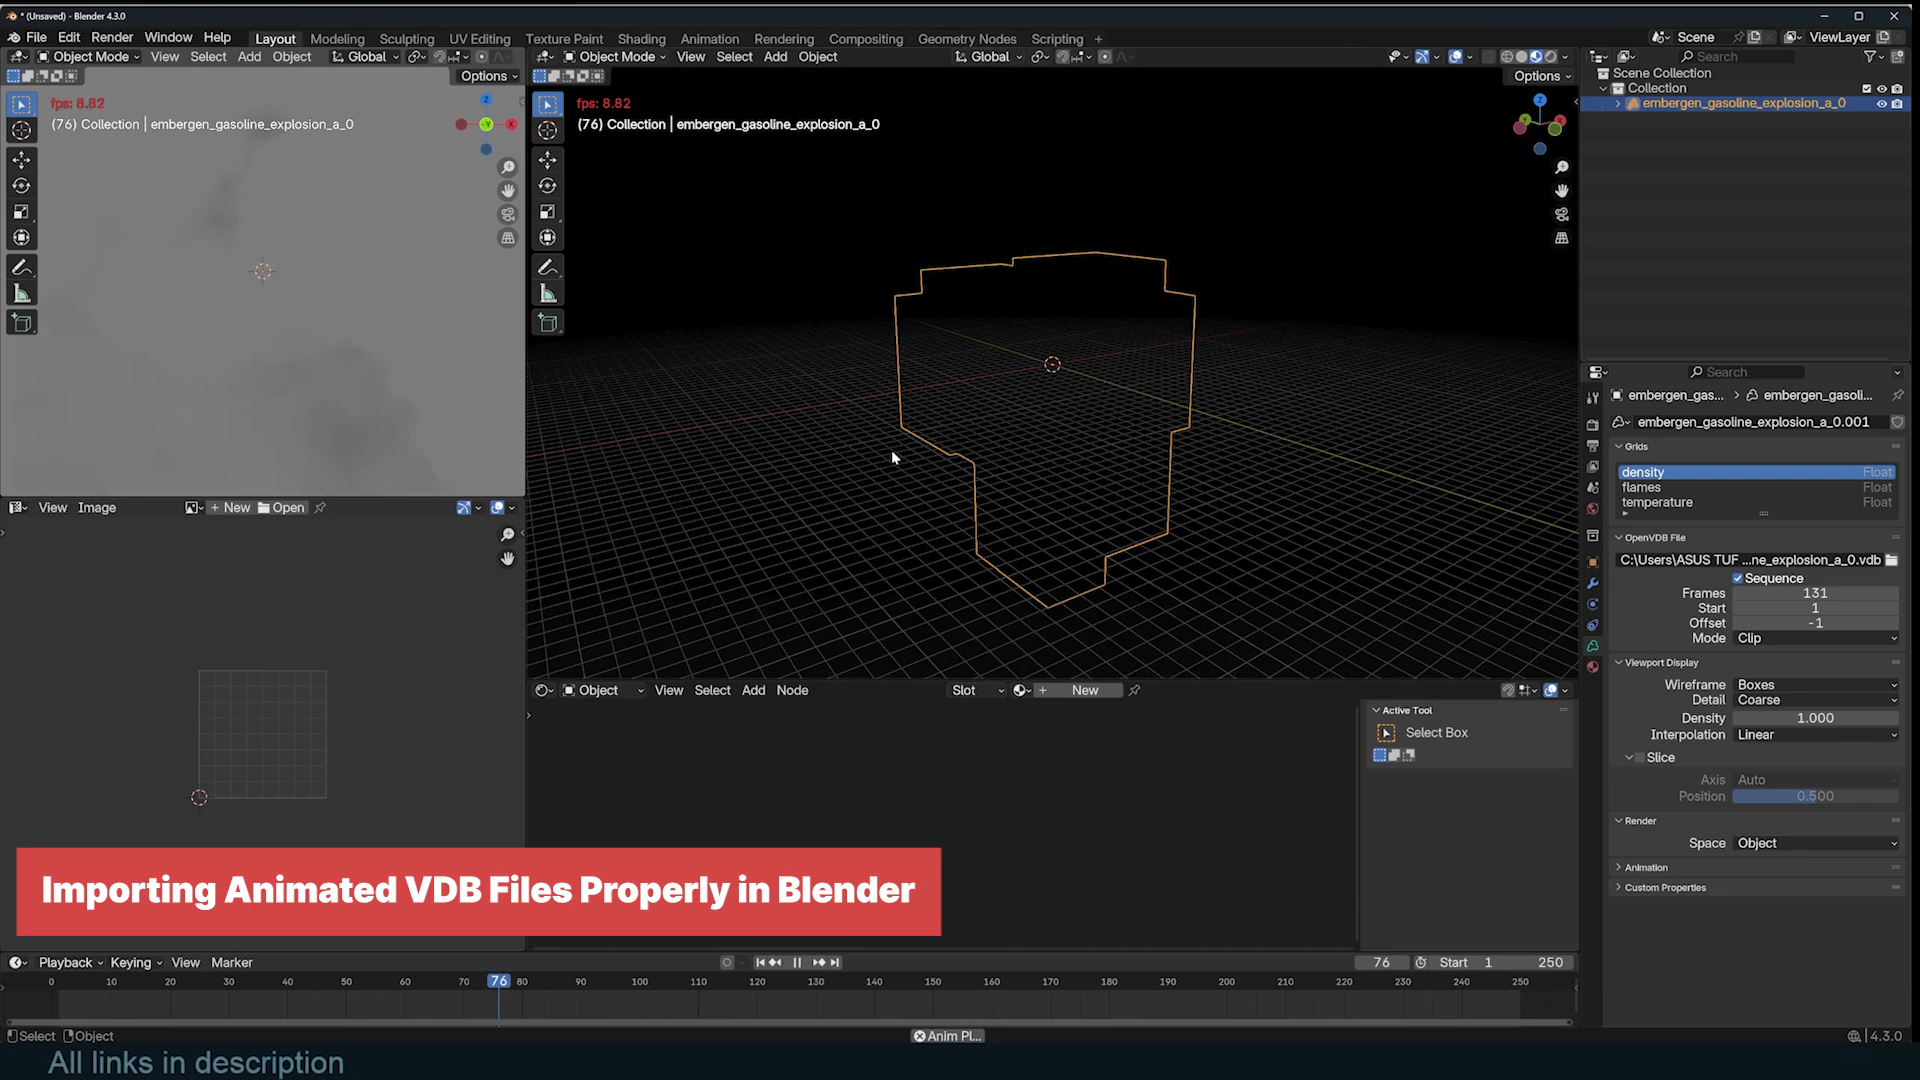 * (Unsaved) - Blender 4.3.0
File Edit Render Window Help Layout Modeling Sculpting UV Editing Texture Paint Shading Animation Rendering Compositing Geometry Nodes Scripting + Scene ViewLayer
Object Mode View Select Add Object Global
Options
fps: 8.82
(76) Collection | embergen_gasoline_explosion_a_0
Object Mode View Select Add Object Global
Options
fps: 8.82
(76) Collection | embergen_gasoline_explosion_a_0
Search
Scene Collection
Collection
embergen_gasoline_explosion_a_0
Search
embergen_gas... > embergen_gasoli...
embergen_gasoline_explosion_a_0.001
Grids
density Float
flames Float
temperature Float
OpenVDB File
C:\Users\ASUS TUF ...ne_explosion_a_0.vdb
Sequence
Frames 131
Start 1
Offset -1
Mode Clip
Viewport Display
Wireframe Boxes
Detail Coarse
Density 1.000
Interpolation Linear
Slice
Axis Auto
Position 0.500
Render
Space Object
Animation
Custom Properties
View Image + New Open
Object View Select Add Node Slot + New
Active Tool
Select Box
Importing Animated VDB Files Properly in Blender
Playback Keying View Marker 76 Start 1 250
0 10 20 30 40 50 60 70 76 80 90 100 110 120 130 140 150 160 170 180 190 200 210 220 230 240 250
Select Object Anim Pl... 4.3.0
All links in description